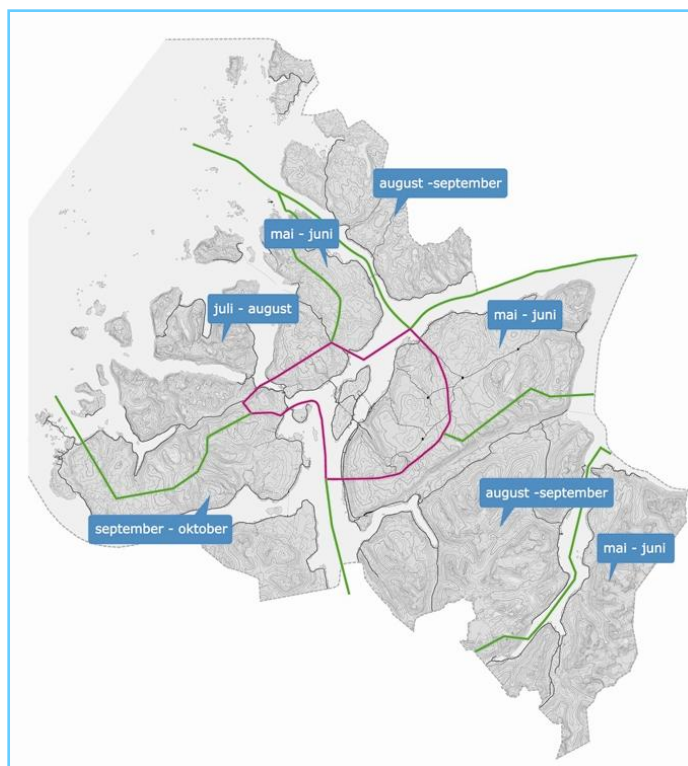 august -september
mai - juni
juli - august
mai - juni
august -september
september - oktober
mai - juni